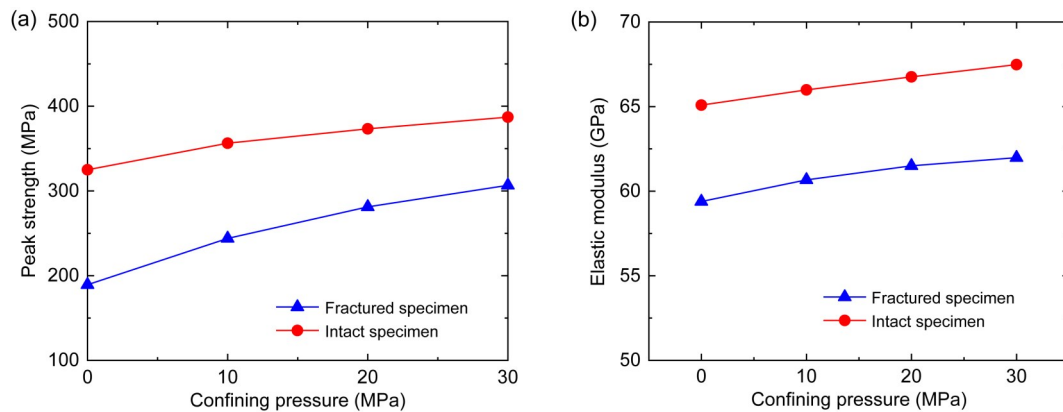 (a)
500
400
300
200
100
0
10
20
30
Peak strength (MPa)
Confining pressure (MPa)
Fractured specimen
Intact specimen
(b)
70
65
60
55
50
0
10
20
30
Elastic modulus (GPa)
Confining pressure (MPa)
Fractured specimen
Intact specimen